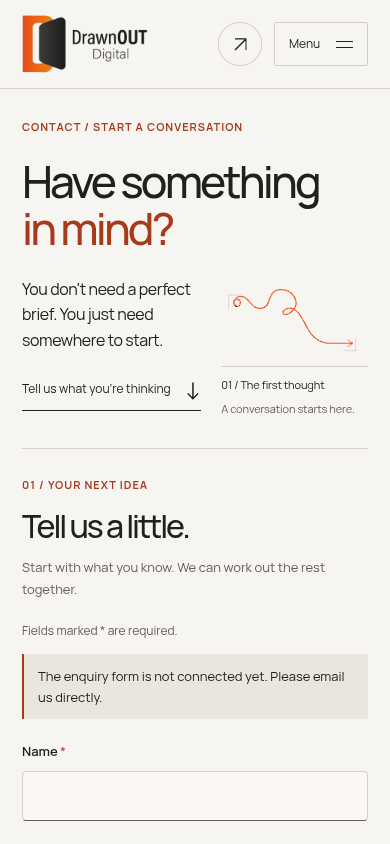 DrawnOUT
Digital
Menu
CONTACT / START A CONVERSATION
Have something
in mind?
You don't need a perfect
brief. You just need
somewhere to start.
Tell us what you're thinking
01 / The first thought
A conversation starts here.
01 / YOUR NEXT IDEA
Tell us a little.
Start with what you know. We can work out the rest
together.
Fields marked * are required.
The enquiry form is not connected yet. Please email
us directly.
Name *